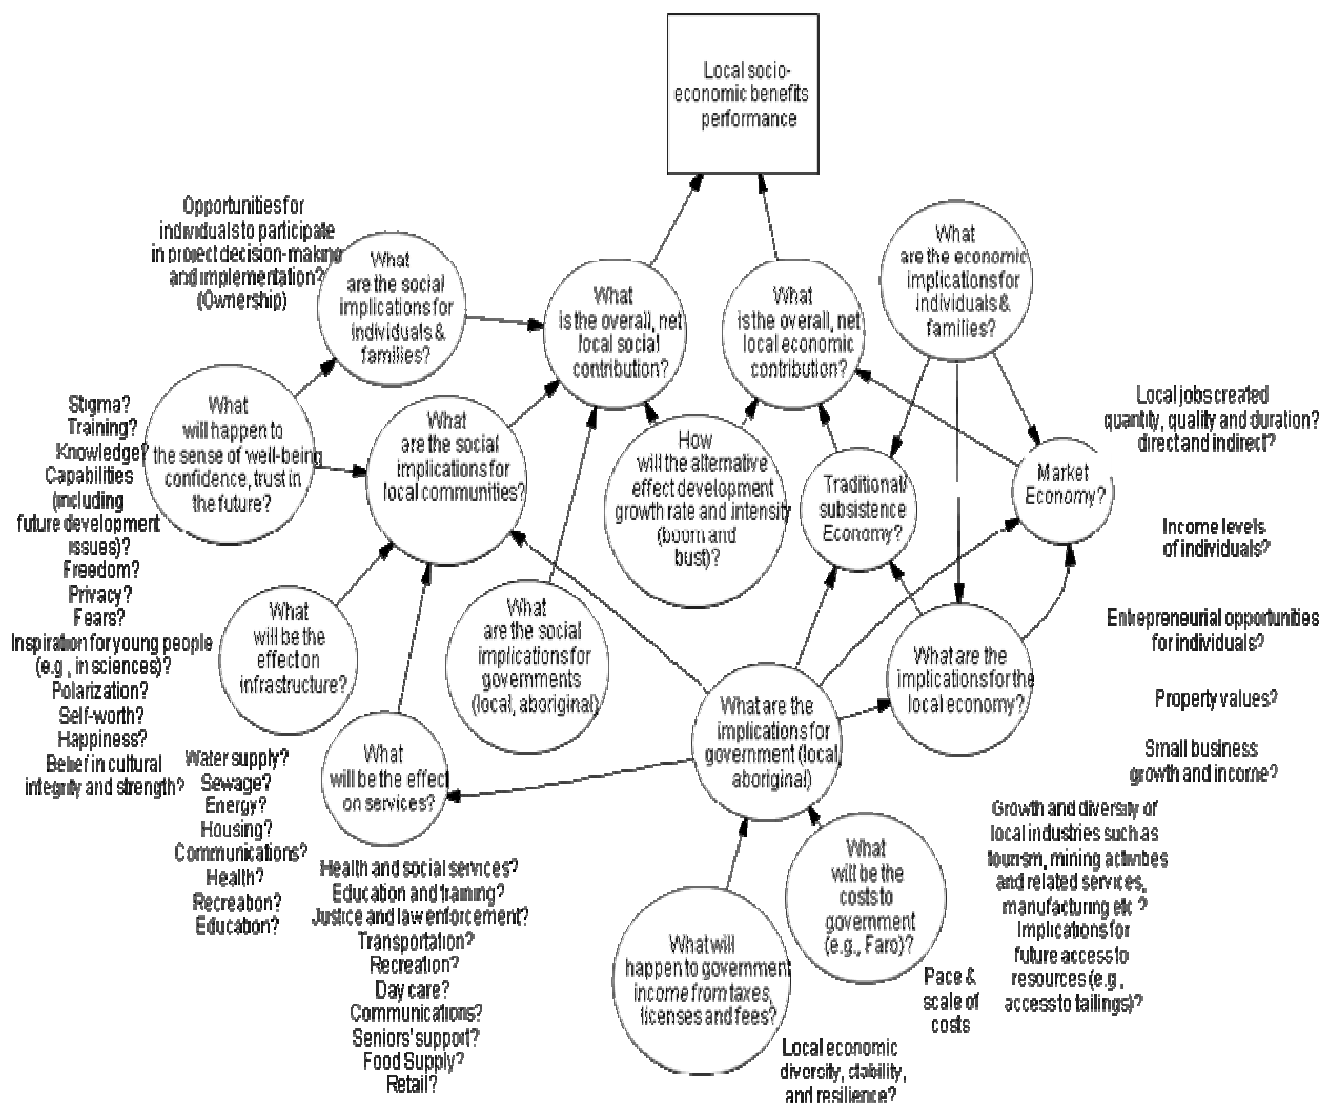 Local socio-
economic benefits
performance
Opportunities for
individuals to participate
in project decision-making
and implementation?
(Ownership)
What
are the social
implications for
individuals &
families?
What
is the overall, net
local social
contribution?
What
is the overall, net
local economic
contribution?
What
are the economic
implications for
individuals &
families?
Stigma?
Training?
Knowledge?
Capabilities
(including
future development
issues)?
Freedom?
Privacy?
Fears?
Inspiration for young people
(e.g., in sciences)?
Polarization?
Self-worth?
Happiness?
Belief in cultural
integrity and strength?
What
will happen to
the sense of well-being
confidence, trust in
the future?
What
are the social
implications for
local communities?
How
will the alternative
effect development
growth rate and intensity
(boom and
bust)?
Traditional/
subsistence
Economy?
Market
Economy?
Local jobs created
quantity, quality and duration?
direct and indirect?
Income levels
of individuals?
Entrepreneurial opportunities
for individuals?
Property values?
Small business
growth and income?
What
will be the
effect on
infrastructure?
What
are the social
implications for
governments
(local, aboriginal)
What are the
implications for
government (local,
aboriginal)
What are the
implications for the
local economy?
Water supply?
Sewage?
Energy?
Housing?
Communications?
Health?
Recreation?
Education?
What
will be the effect
on services?
Health and social services?
Education and training?
Justice and law enforcement?
Transportation?
Recreation?
Day care?
Communications?
Seniors' support?
Food Supply?
Retail?
What will
happen to government
income from taxes,
licenses and fees?
What
will be the
costs to
government
(e.g., Faro)?
Pace &
scale of
costs
Local economic
diversity, stability,
and resilience?
Growth and diversity of
local industries such as
tourism, mining activities
and related services,
manufacturing etc.?
Implications for
future access to
resources (e.g.,
access to tailings)?